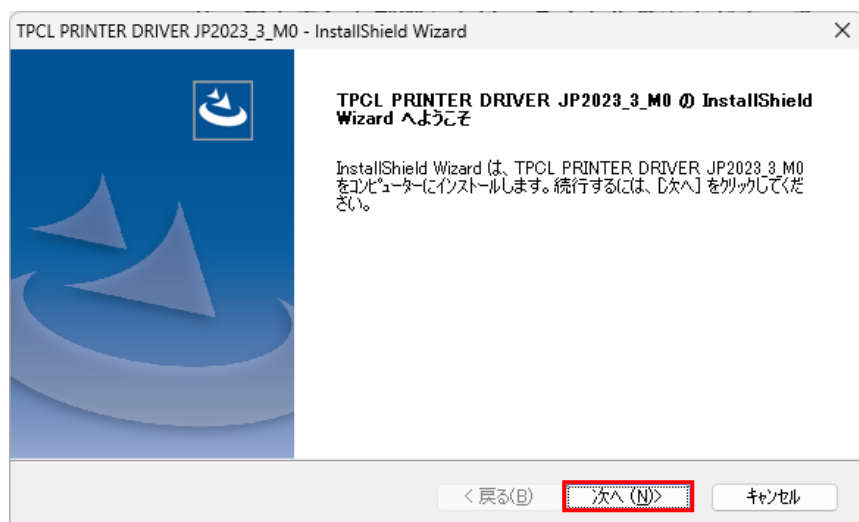 TPCL PRINTER DRIVER JP2023_3_M0 - InstallShield Wizard
TPCL PRINTER DRIVER JP2023_3_M0 の InstallShield
Wizard へようこそ
InstallShield Wizard は、TPCL PRINTER DRIVER JP2023_3_M0
をコンピューターにインストールします。続行するには、[次へ] をクリックしてくだ
さい。
< 戻る(B)
次へ (N)>
キャンセル